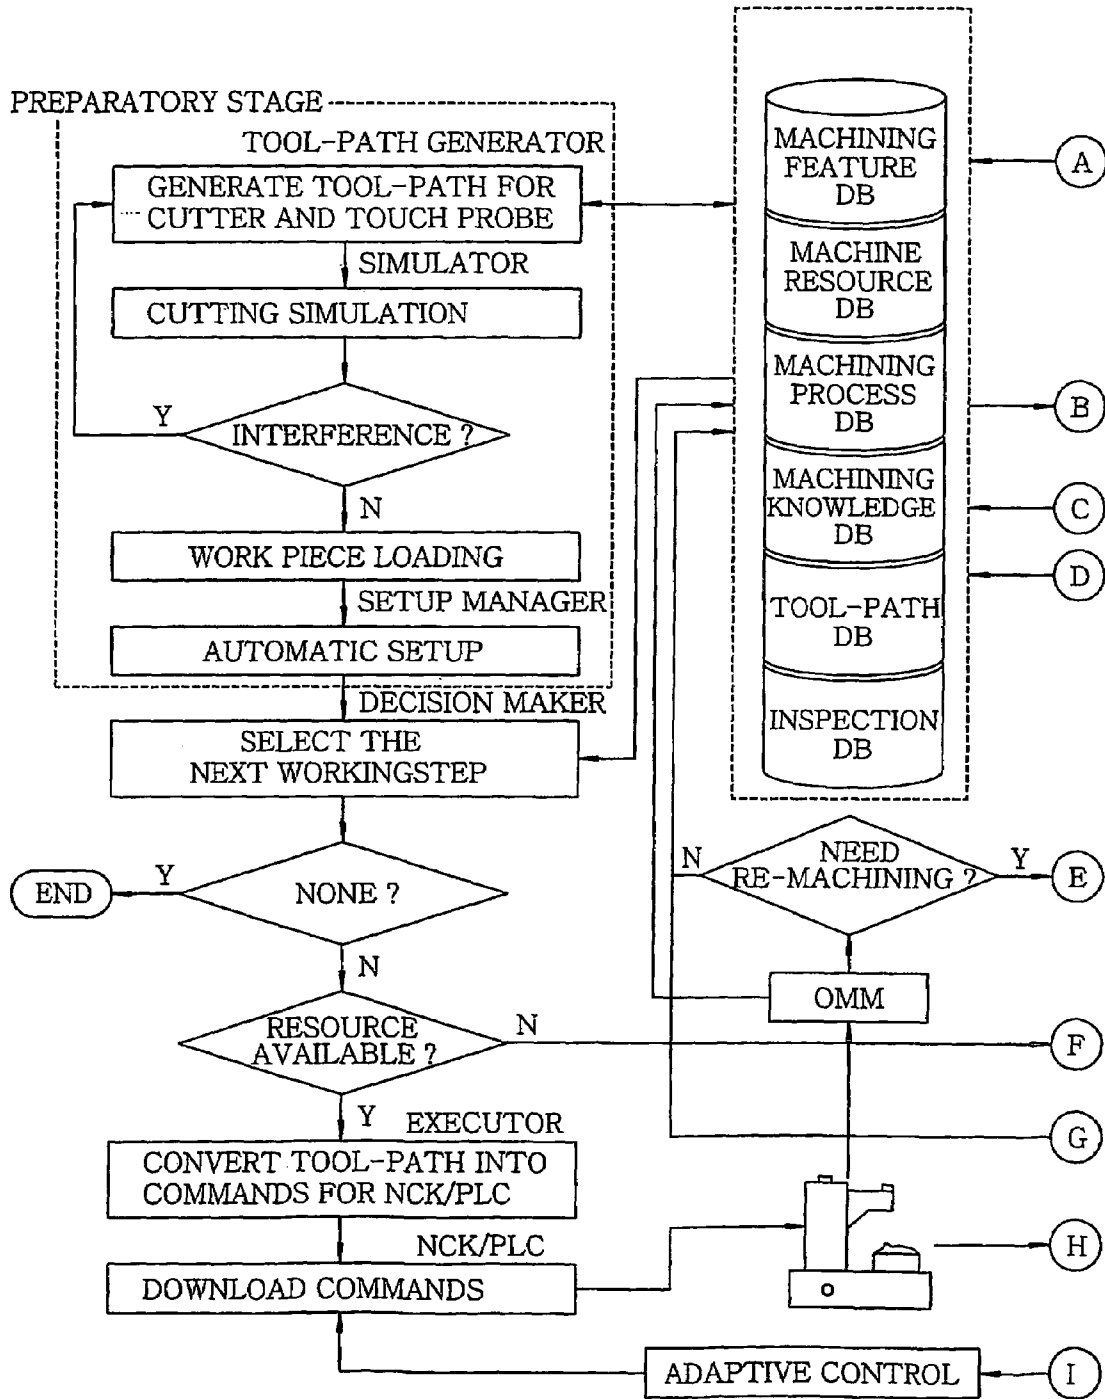 PREPARATORY STAGE
TOOL-PATH GENERATOR
GENERATE TOOL-PATH FOR
CUTTER AND TOUCH PROBE
SIMULATOR
CUTTING SIMULATION
Y
INTERFERENCE ?
N
WORK PIECE LOADING
SETUP MANAGER
AUTOMATIC SETUP
DECISION MAKER
SELECT THE
NEXT WORKINGSTEP
END
Y
NONE ?
N
RESOURCE
AVAILABLE ?
N
Y
EXECUTOR
CONVERT TOOL-PATH INTO
COMMANDS FOR NCK/PLC
NCK/PLC
DOWNLOAD COMMANDS
ADAPTIVE CONTROL
MACHINING
FEATURE
DB
MACHINE
RESOURCE
DB
MACHINING
PROCESS
DB
MACHINING
KNOWLEDGE
DB
TOOL-PATH
DB
INSPECTION
DB
N
NEED
RE-MACHINING ?
Y
OMM
A
B
C
D
E
F
G
H
I